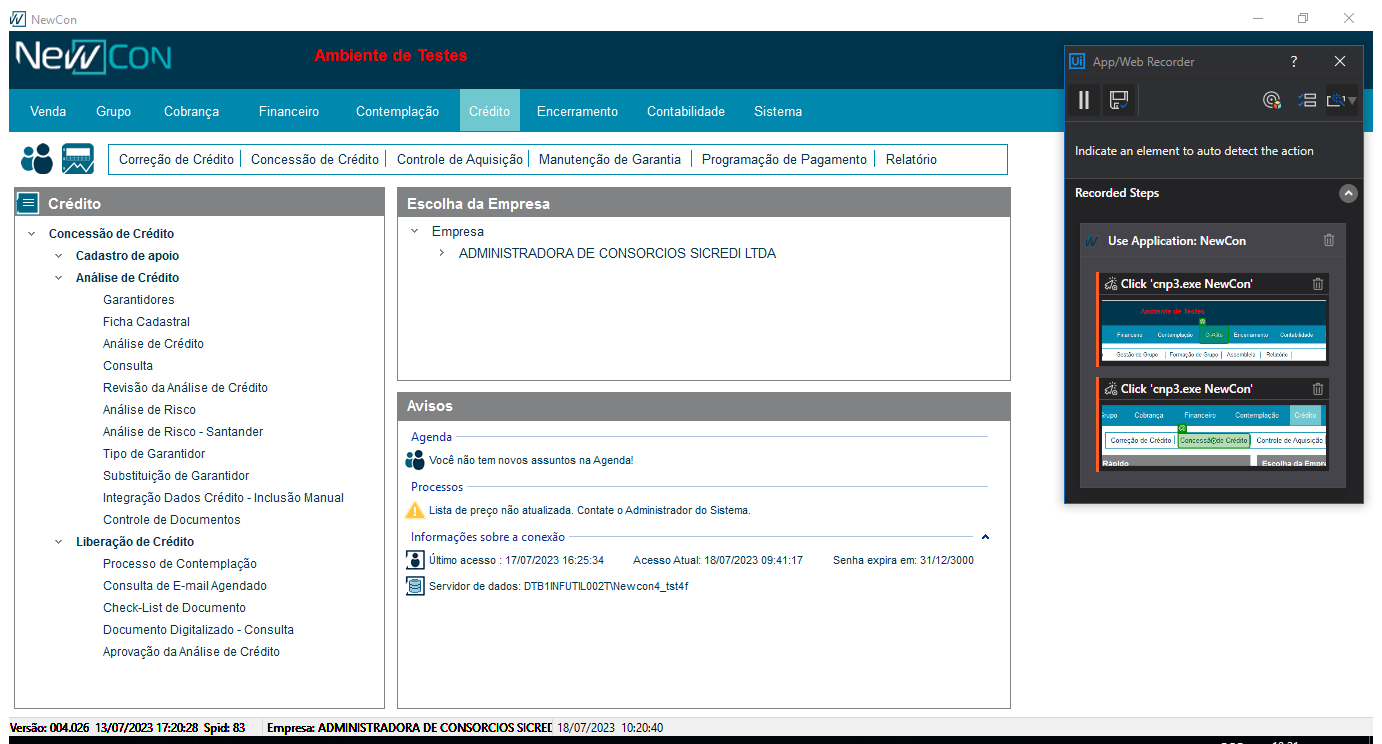 NewCon
NewCon
Ambiente de Testes
Venda Grupo Cobrança Financeiro Contemplação Crédito Encerramento Contabilidade Sistema
Correção de Crédito Concessão de Crédito Controle de Aquisição Manutenção de Garantia Programação de Pagamento Relatório
Crédito
Concessão de Crédito
Cadastro de apoio
Análise de Crédito
Garantidores
Ficha Cadastral
Análise de Crédito
Consulta
Revisão da Análise de Crédito
Análise de Risco
Análise de Risco - Santander
Tipo de Garantidor
Substituição de Garantidor
Integração Dados Crédito - Inclusão Manual
Controle de Documentos
Liberação de Crédito
Processo de Contemplação
Consulta de E-mail Agendado
Check-List de Documento
Documento Digitalizado - Consulta
Aprovação da Análise de Crédito
Escolha da Empresa
Empresa
ADMINISTRADORA DE CONSORCIOS SICREDI LTDA
Avisos
Agenda
Você não tem novos assuntos na Agenda!
Processos
Lista de preço não atualizada. Contate o Administrador do Sistema.
Informações sobre a conexão
Último acesso : 17/07/2023 16:25:34 Acesso Atual: 18/07/2023 09:41:17 Senha expira em: 31/12/3000
Servidor de dados: DTB1INFUTIL002T\Newcon4_tst4f
Ui App/Web Recorder ?
Indicate an element to auto detect the action
Recorded Steps
Use Application: NewCon
Click 'cnp3.exe NewCon'
Ambiente de Testes
Financeiro Contemplação Crédito Encerramento Contabilidade
Gestão de Grupo Formação de Grupo Assembleia Relatório
Click 'cnp3.exe NewCon'
Grupo Cobrança Financeiro Contemplação Crédito
Correção de Crédito Concessão de Crédito Controle de Aquisição
Rápido Escolha da Empre
Versão: 004.026 13/07/2023 17:20:28 Spid: 83 Empresa: ADMINISTRADORA DE CONSORCIOS SICREDI 18/07/2023 10:20:40